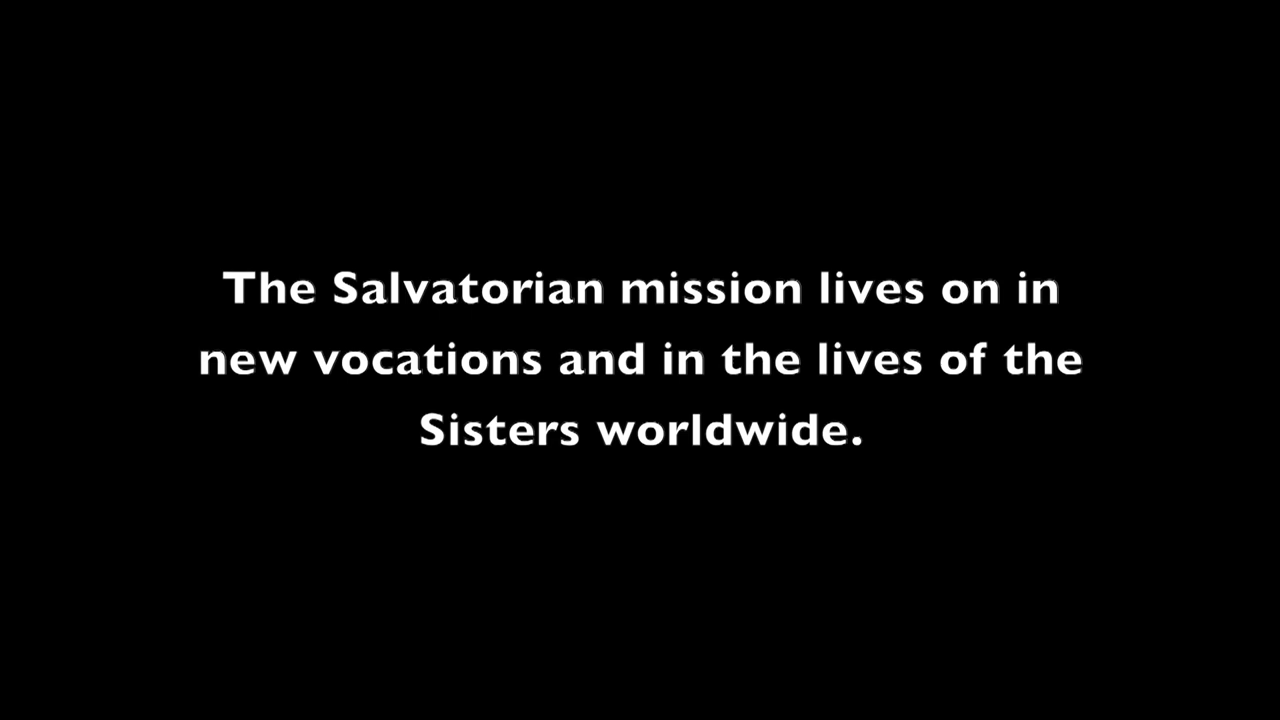 The Salvatorian mission lives on in
new vocations and in the lives of the
Sisters worldwide.